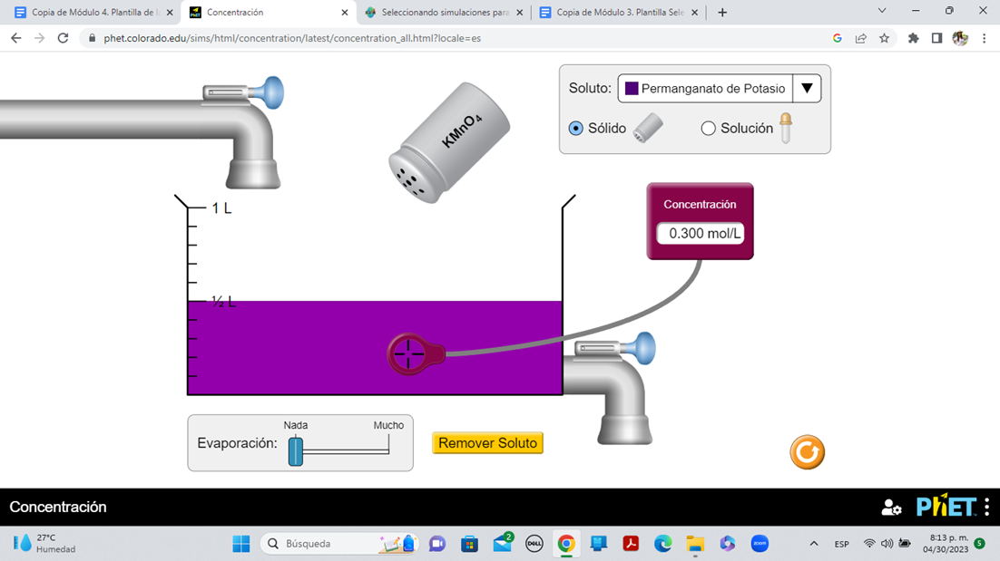 Copia de Módulo 4. Plantilla de la
Concentración
Seleccionando simulaciones para
Copia de Módulo 3. Plantilla Sele
phet.colorado.edu/sims/html/concentration/latest/concentration_all.html?locale=es
Soluto: Permanganato de Potasio
Sólido
Solución
KMnO4
Concentración
0.300 mol/L
1 L
½ L
Nada
Mucho
Evaporación:
Remover Soluto
Concentración
PhET
27°C
Humedad
Búsqueda
2
DELL
zoom
ESP
8:13 p. m.
04/30/2023
5